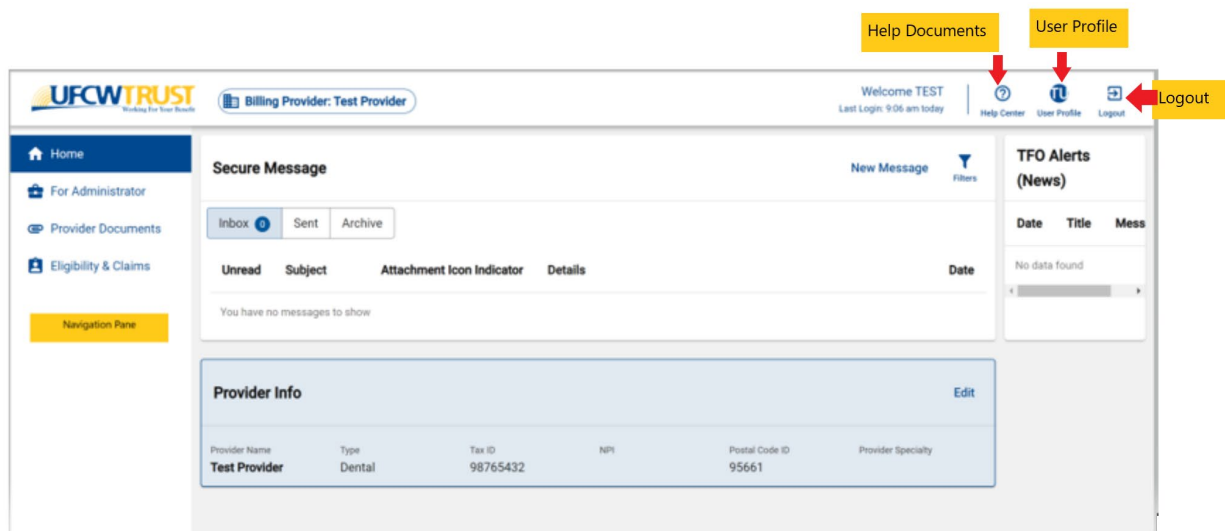 Help Documents
User Profile
UFCWTRUST
Working For Your Benefit
Billing Provider: Test Provider
Welcome TEST
Last Login: 9:06 am today
Help Center
User Profile
Logout
Logout
Home
For Administrator
Provider Documents
Eligibility & Claims
Navigation Pane
Secure Message
New Message
Filters
Inbox 0
Sent
Archive
Unread Subject Attachment Icon Indicator Details Date
You have no messages to show
TFO Alerts
(News)
Date Title Mess
No data found
Provider Info
Edit
Provider Name Type Tax ID NPI Postal Code ID Provider Specialty
Test Provider Dental 98765432 95661